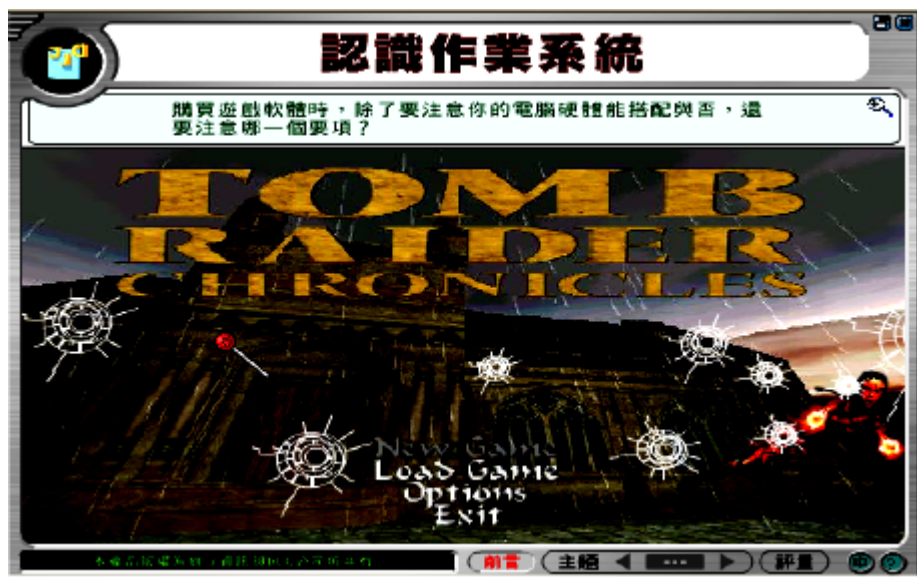 認識作業系統
購買遊戲軟體時，除了要注意你的電腦硬體能搭配與否，還
要注意哪一個要項？
TOMB
RAIDER
CHRONICLES
New Game
Load Game
Options
Exit
前言 主題 評量